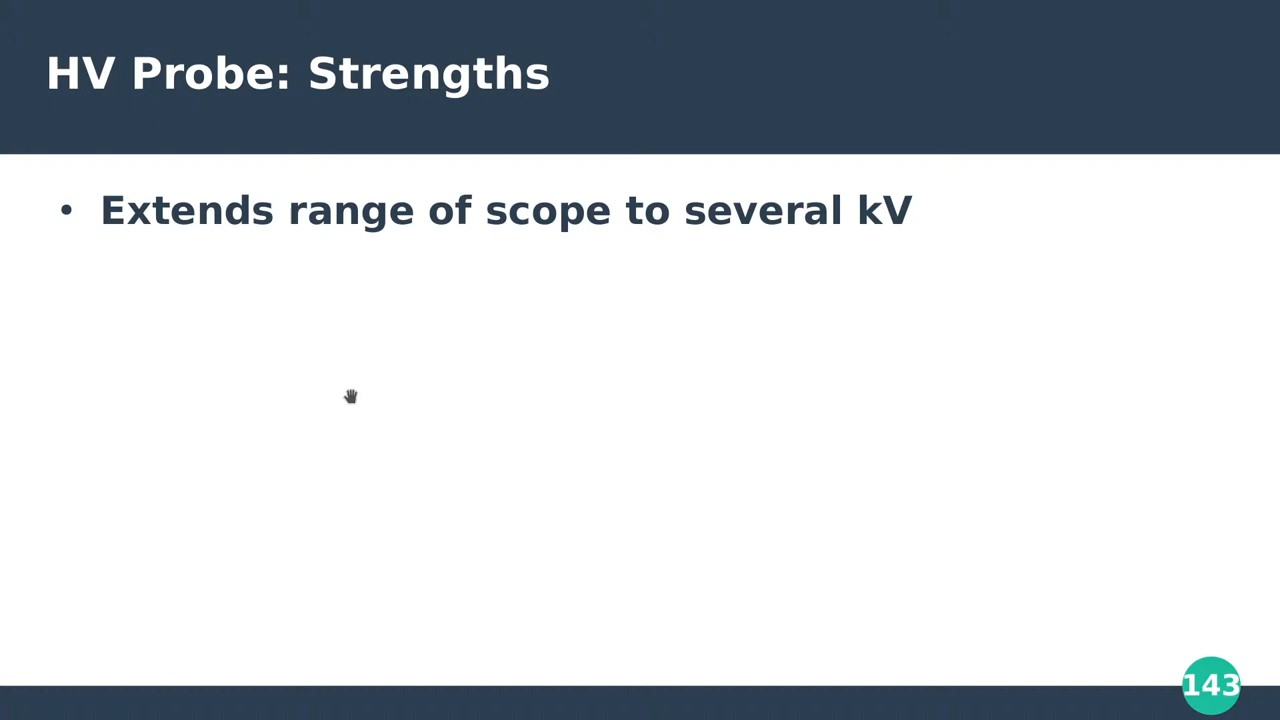 HV Probe: Strengths
• Extends range of scope to several kV
143